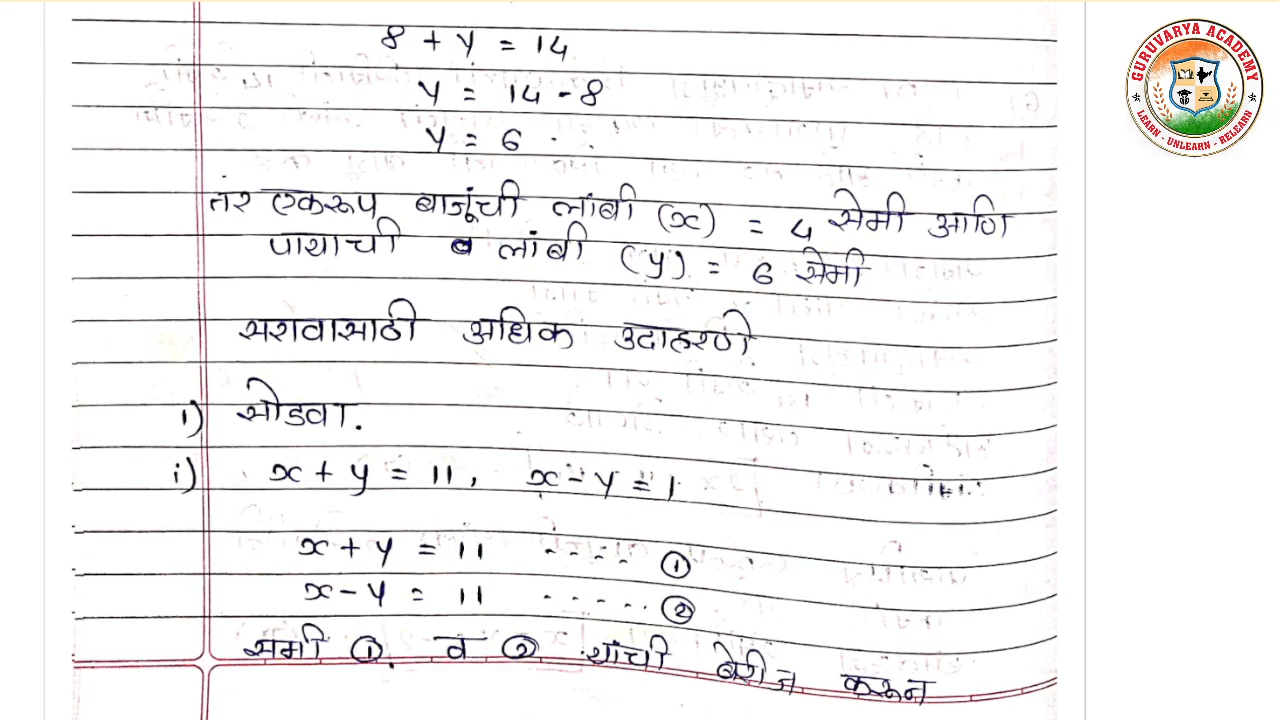 8 + y = 14
y = 14 - 8
y = 6
तर एकरूप बाजूंची लांबी (x) = 4 सेमी आणि
पायाची लांबी (y) = 6 सेमी
सरावासाठी अधिक उदाहरणे
1) सोडवा.
i) x + y = 11, x - y = 1
x + y = 11 ..... ①
x - y = 11 ...... ②
समी ①. व ② यांची बेरीज करून
GURUVARYA ACADEMY
LEARN - UNLEARN - RELEARN